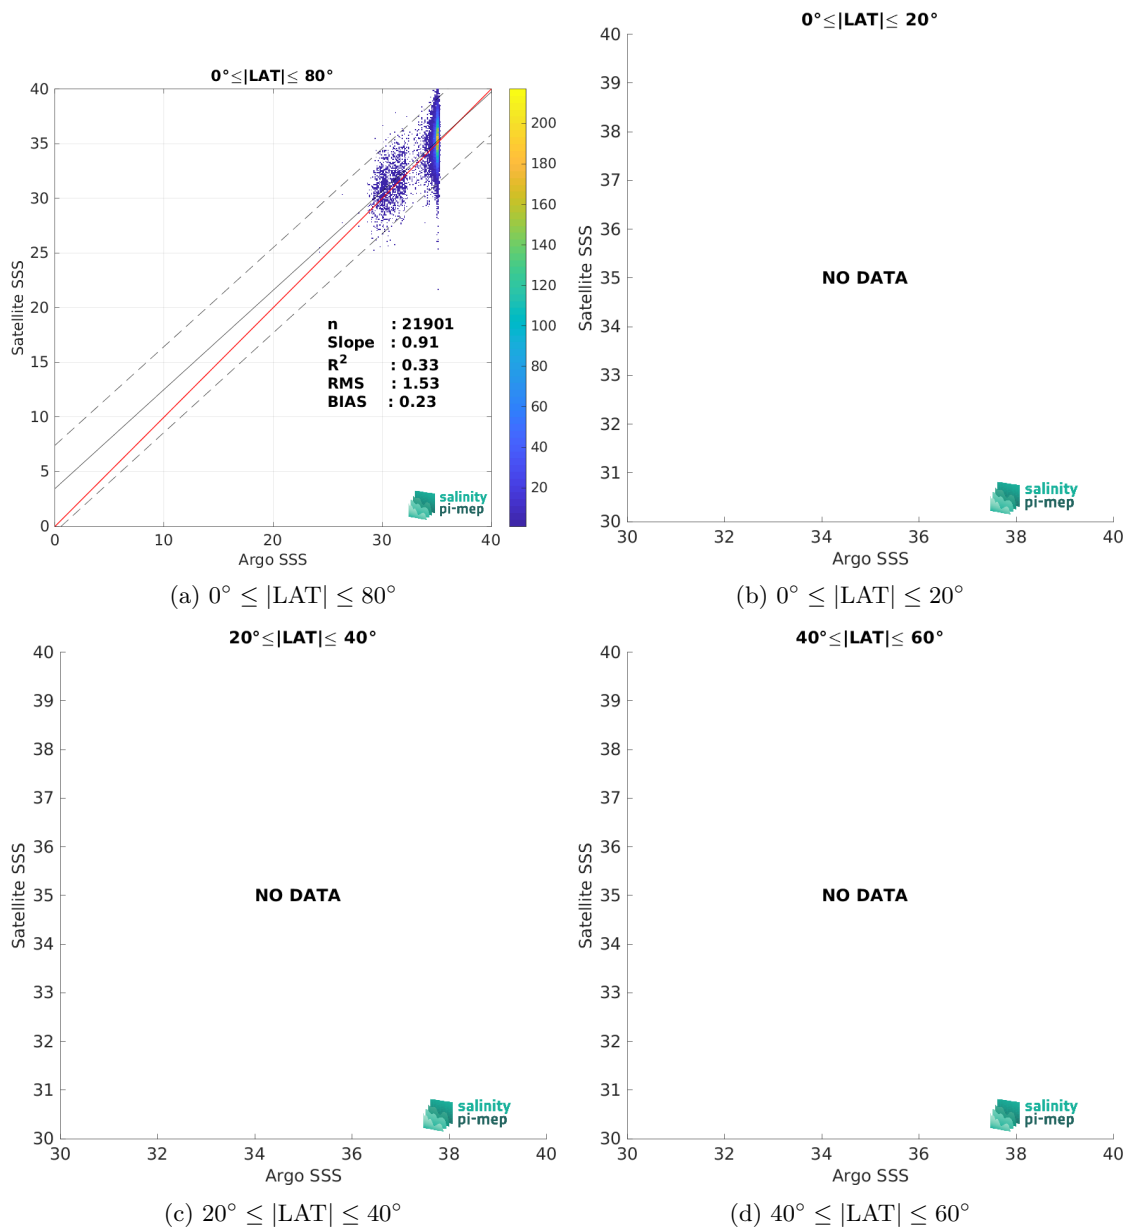 0°≤|LAT|≤ 80°
40
35
30
25
20
15
10
5
0
Satellite SSS
0
10
20
30
40
Argo SSS
n : 21901
Slope : 0.91
R² : 0.33
RMS : 1.53
BIAS : 0.23
200
180
160
140
120
100
80
60
40
20
salinity
pi-mep
(a) 0° ≤ |LAT| ≤ 80°
0°≤|LAT|≤ 20°
40
39
38
37
36
35
34
33
32
31
30
Satellite SSS
NO DATA
salinity
pi-mep
30
32
34
36
38
40
Argo SSS
(b) 0° ≤ |LAT| ≤ 20°
20°≤|LAT|≤ 40°
40
39
38
37
36
35
34
33
32
31
30
Satellite SSS
NO DATA
salinity
pi-mep
30
32
34
36
38
40
Argo SSS
(c) 20° ≤ |LAT| ≤ 40°
40°≤|LAT|≤ 60°
40
39
38
37
36
35
34
33
32
31
30
Satellite SSS
NO DATA
salinity
pi-mep
30
32
34
36
38
40
Argo SSS
(d) 40° ≤ |LAT| ≤ 60°